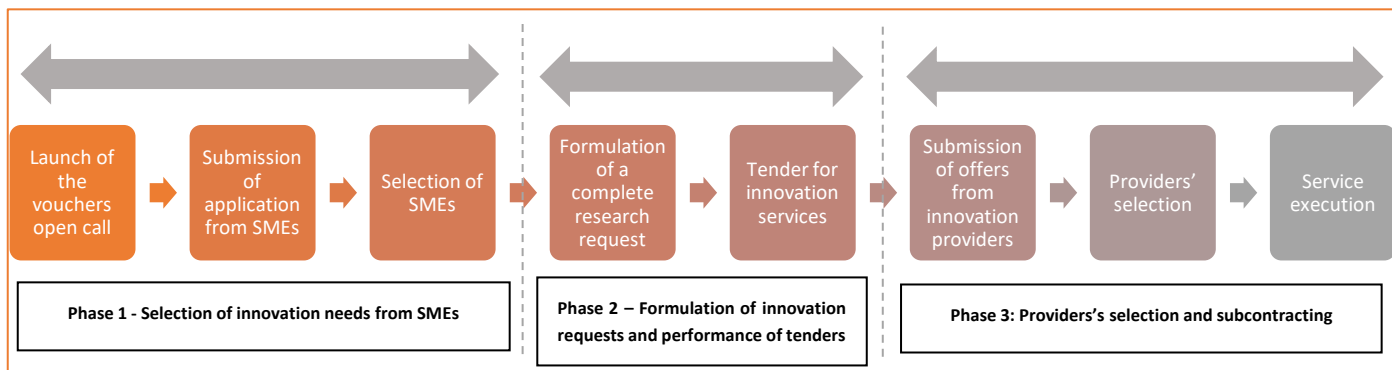 Launch of
the
vouchers
open call
Submission
of
application
from SMEs
Selection of
SMEs
Formulation
of a
complete
research
request
Tender for
innovation
services
Submission
of offers
from
innovation
providers
Providers’
selection
Service
execution
Phase 1 - Selection of innovation needs from SMEs
Phase 2 – Formulation of innovation
requests and performance of tenders
Phase 3: Providers’s selection and subcontracting